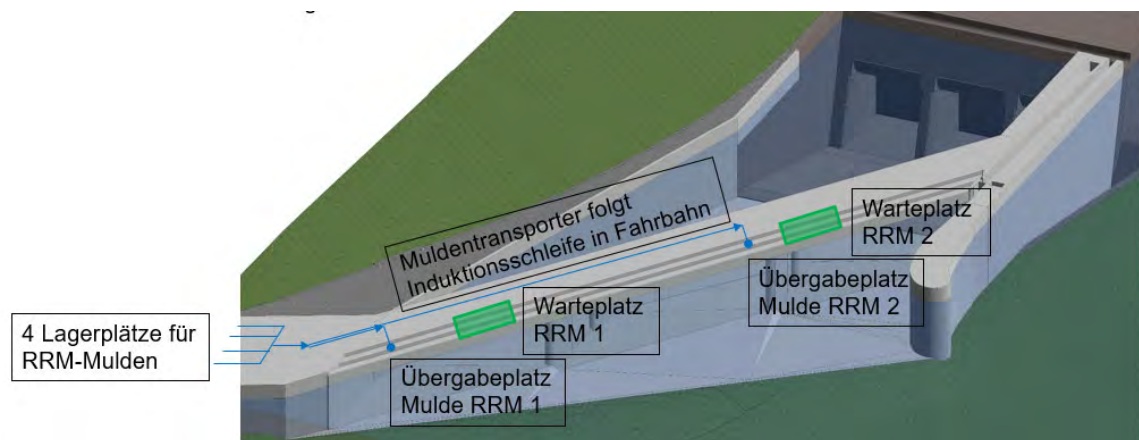 Muldentransporter folgt
Induktionsschleife in Fahrbahn
Warteplatz
RRM 2
Übergabeplatz
Mulde RRM 2
Warteplatz
RRM 1
4 Lagerplätze für
RRM-Mulden
Übergabeplatz
Mulde RRM 1